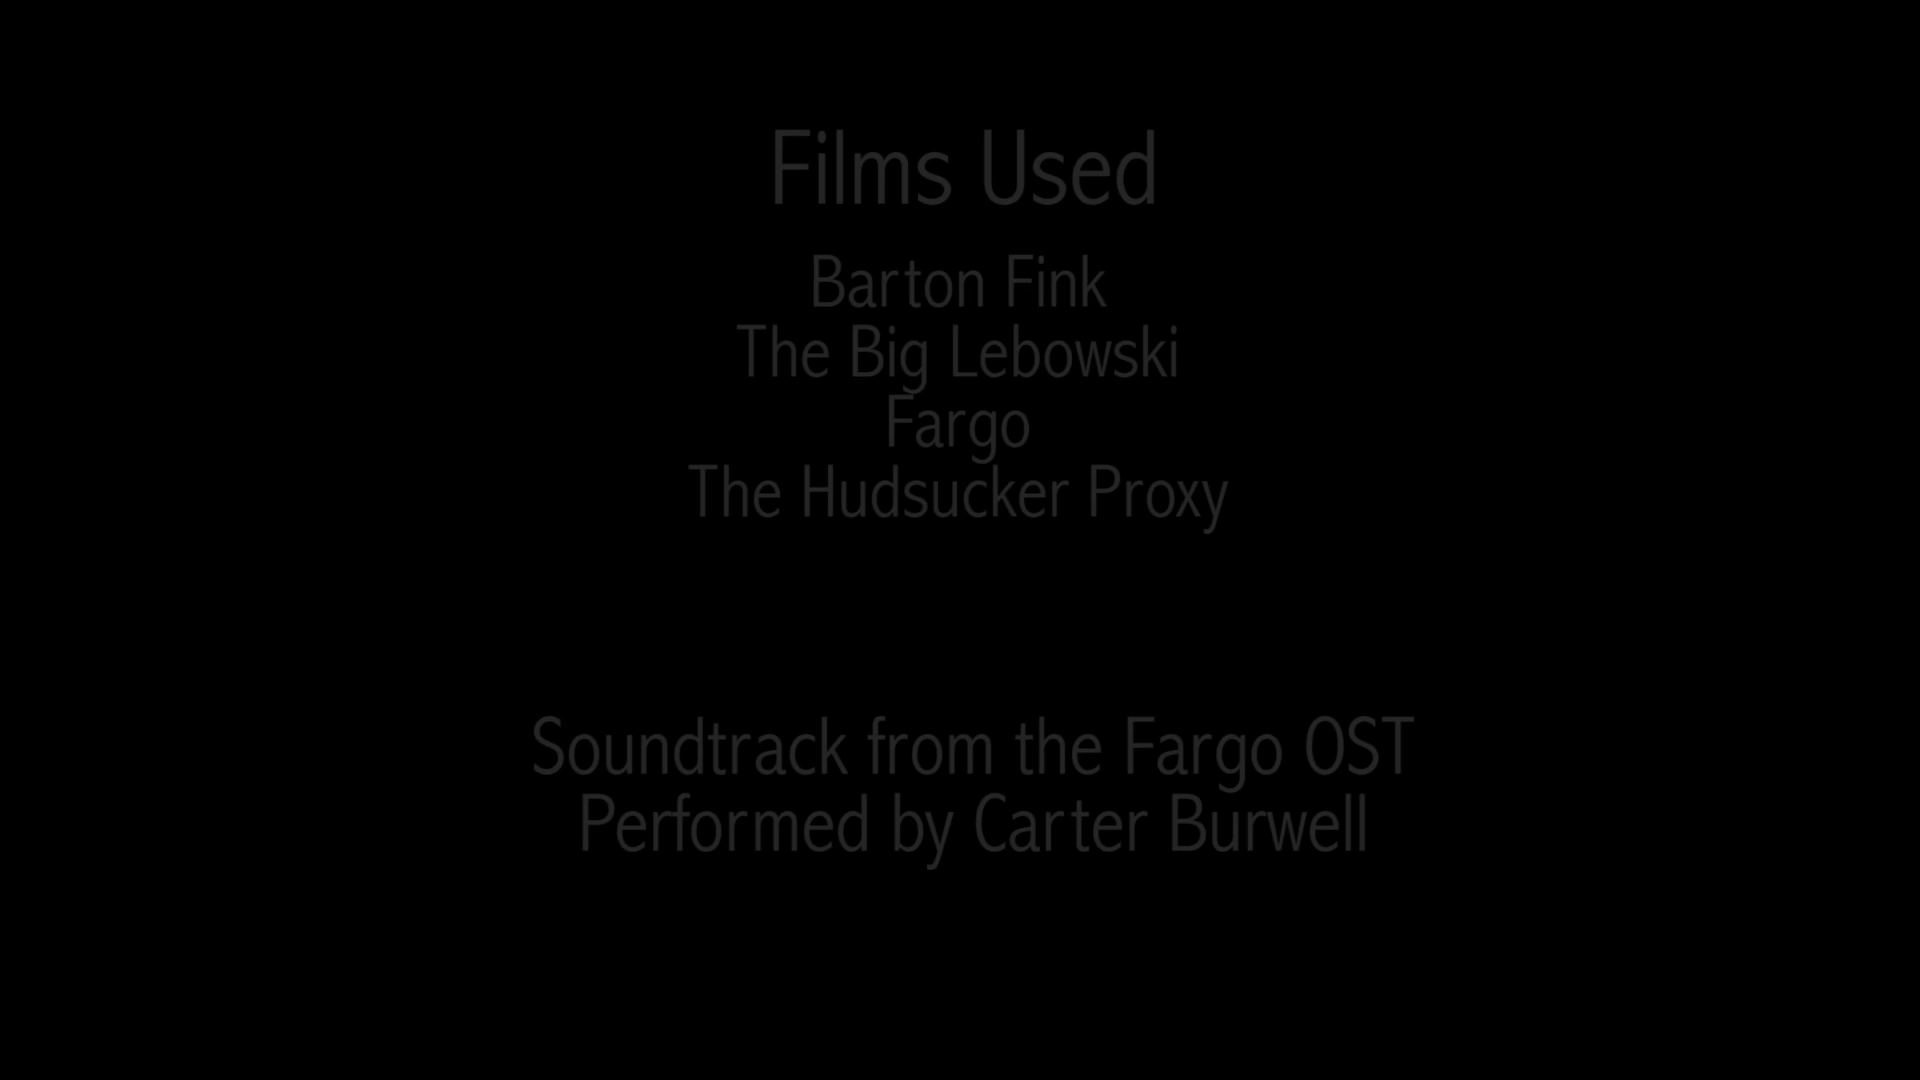 Films Used
Barton Fink
The Big Lebowski
Fargo
The Hudsucker Proxy
Soundtrack from the Fargo OST
Performed by Carter Burwell